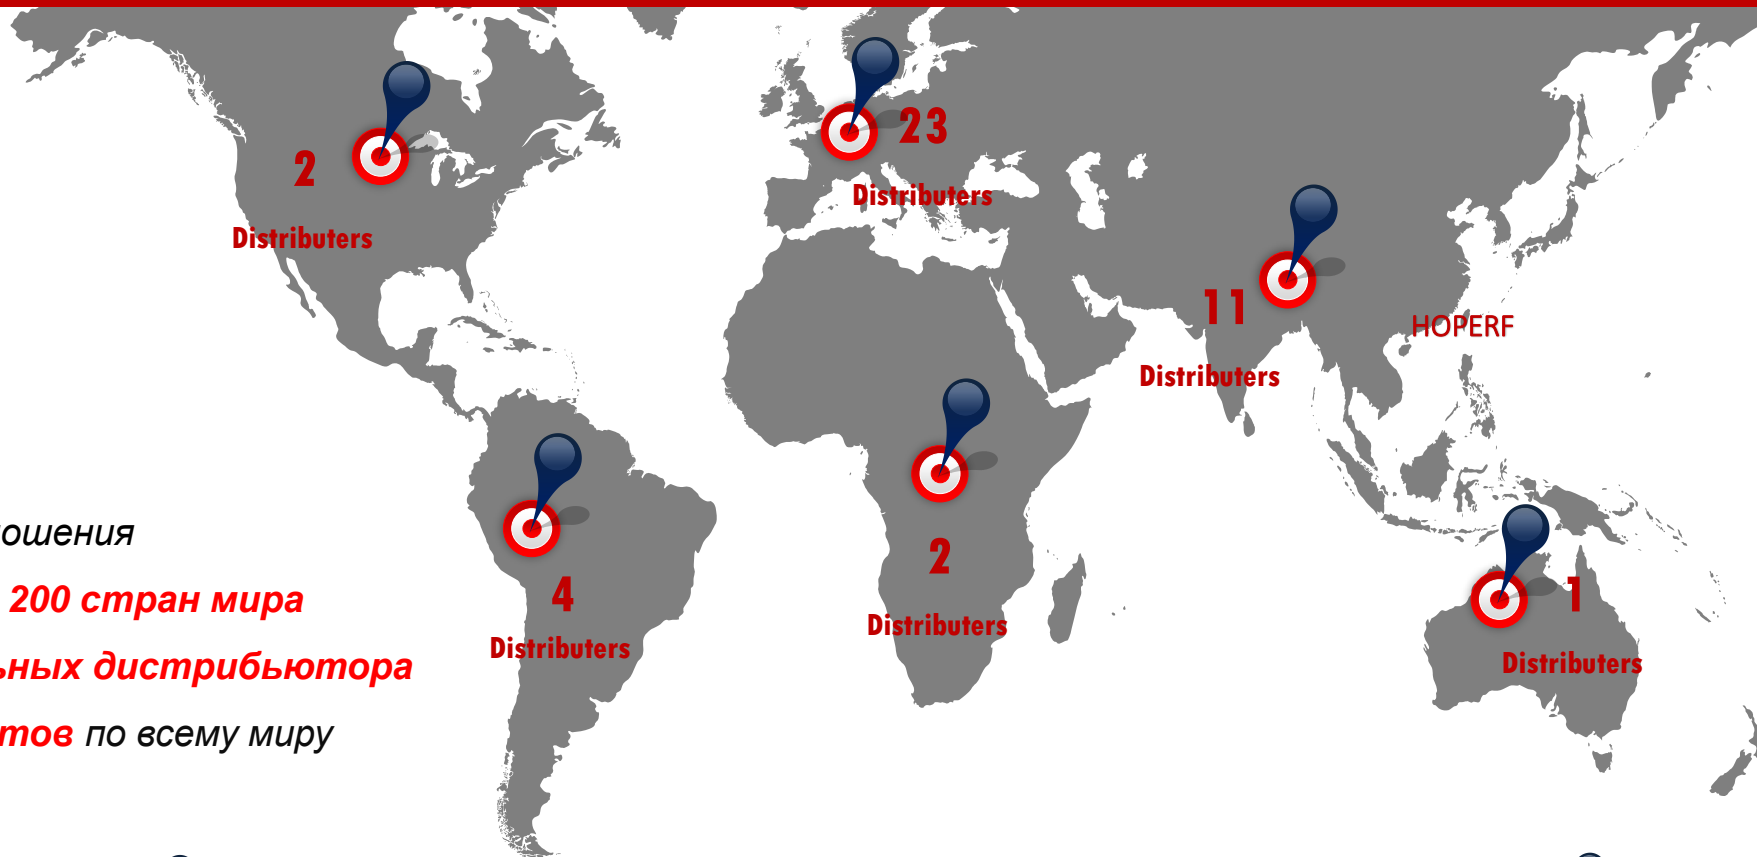 23
2
Distributers
Distributers
11
HOPERF
Distributers
ошения
200 стран мира
ьных дистрибьютора
тов по всему миру
4
Distributers
2
Distributers
1
Distributers